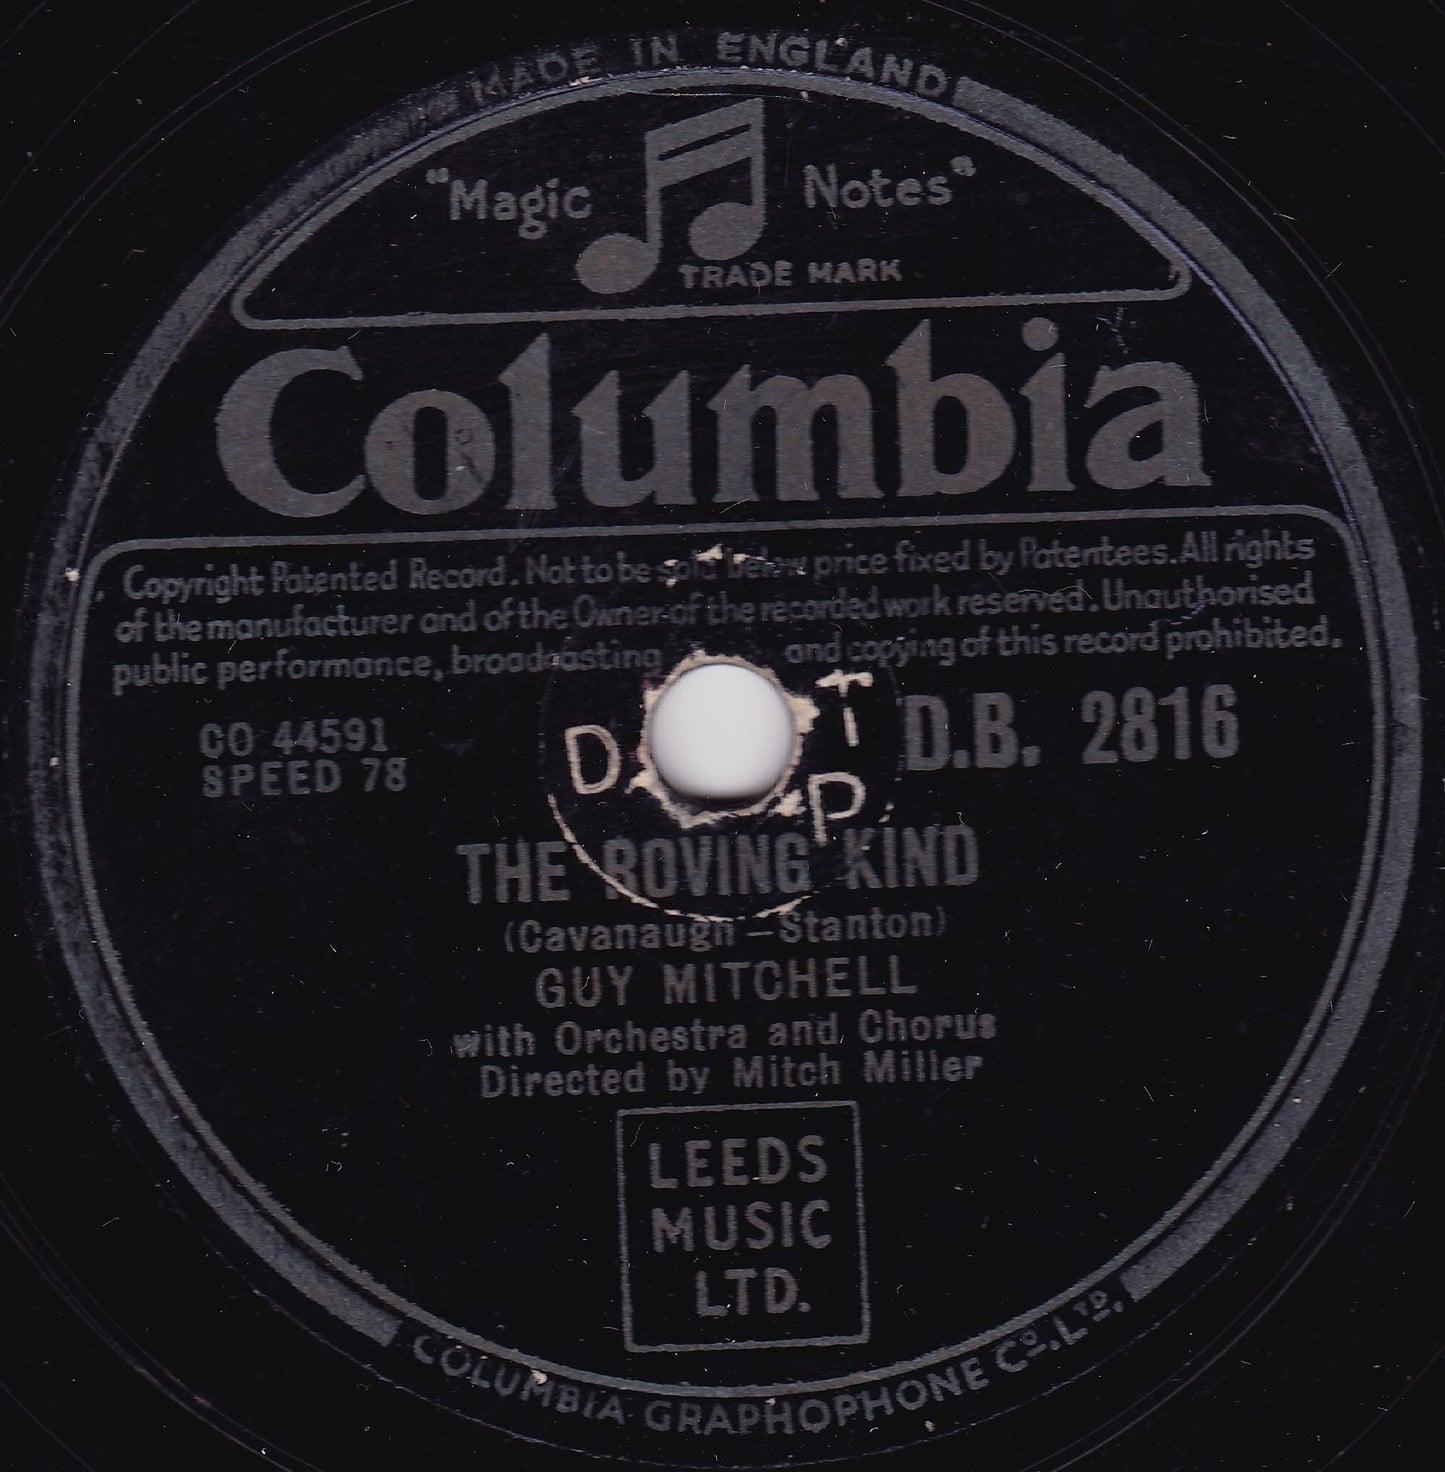 MADE IN ENGLAND
"Magic Notes"
TRADE MARK
Columbia
Copyright Patented Record. Not to be sold below price fixed by Patentees. All rights
of the manufacturer and of the Owner of the recorded work reserved. Unauthorised
public performance, broadcasting and copying of this record prohibited.
CO 44591
SPEED 78
D.B. 2816
D T
P
THE ROVING KIND
(Cavanaugh–Stanton)
GUY MITCHELL
with Orchestra and Chorus
Directed by Mitch Miller
LEEDS
MUSIC
LTD.
COLUMBIA GRAPHOPHONE Co. LTD.